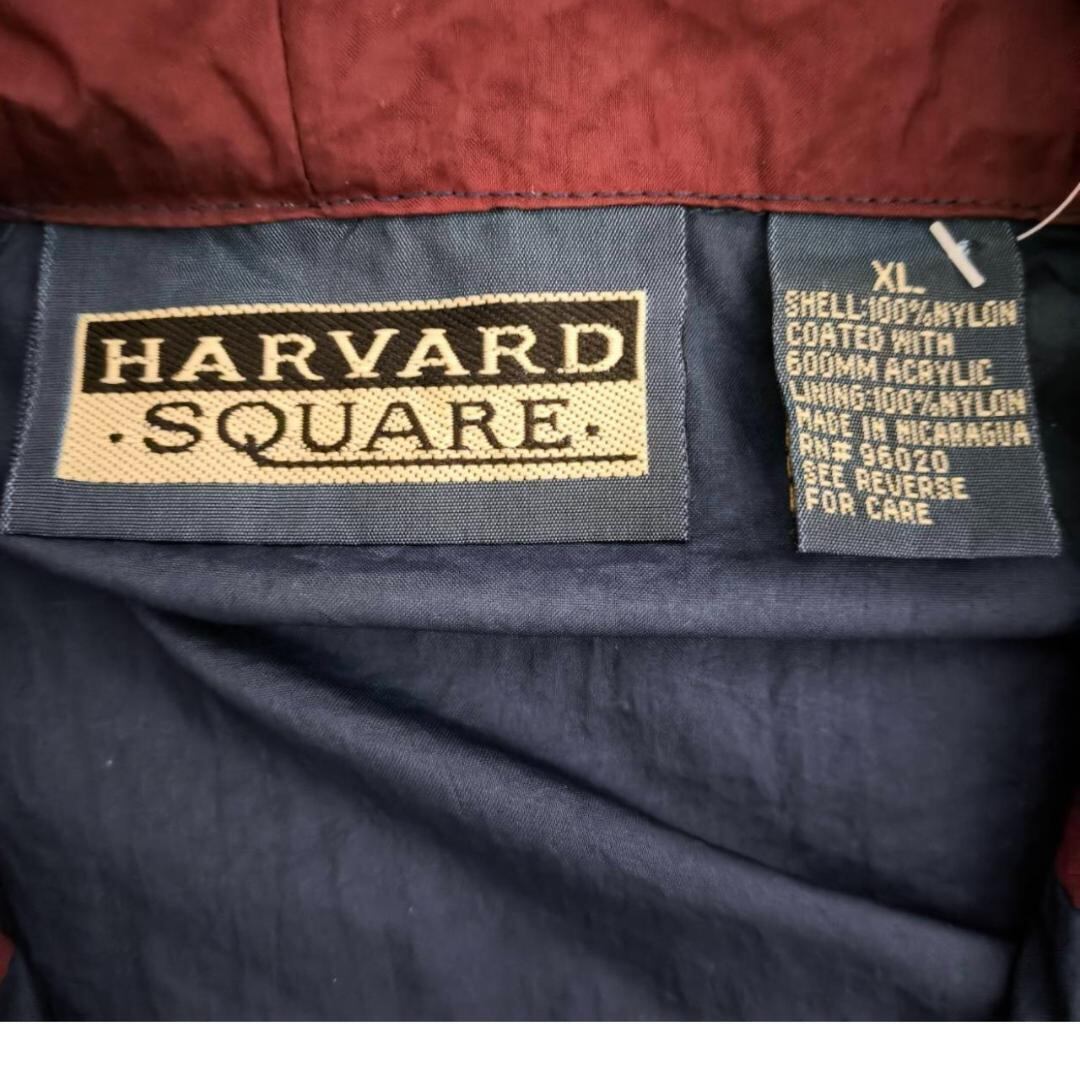 HARVARD
·SQUARE·
XL
SHELL:100%NYLON
COATED WITH
600MM ACRYLIC
LINING:100%NYLON
MADE IN NICARAGUA
RN# 96020
SEE REVERSE
FOR CARE